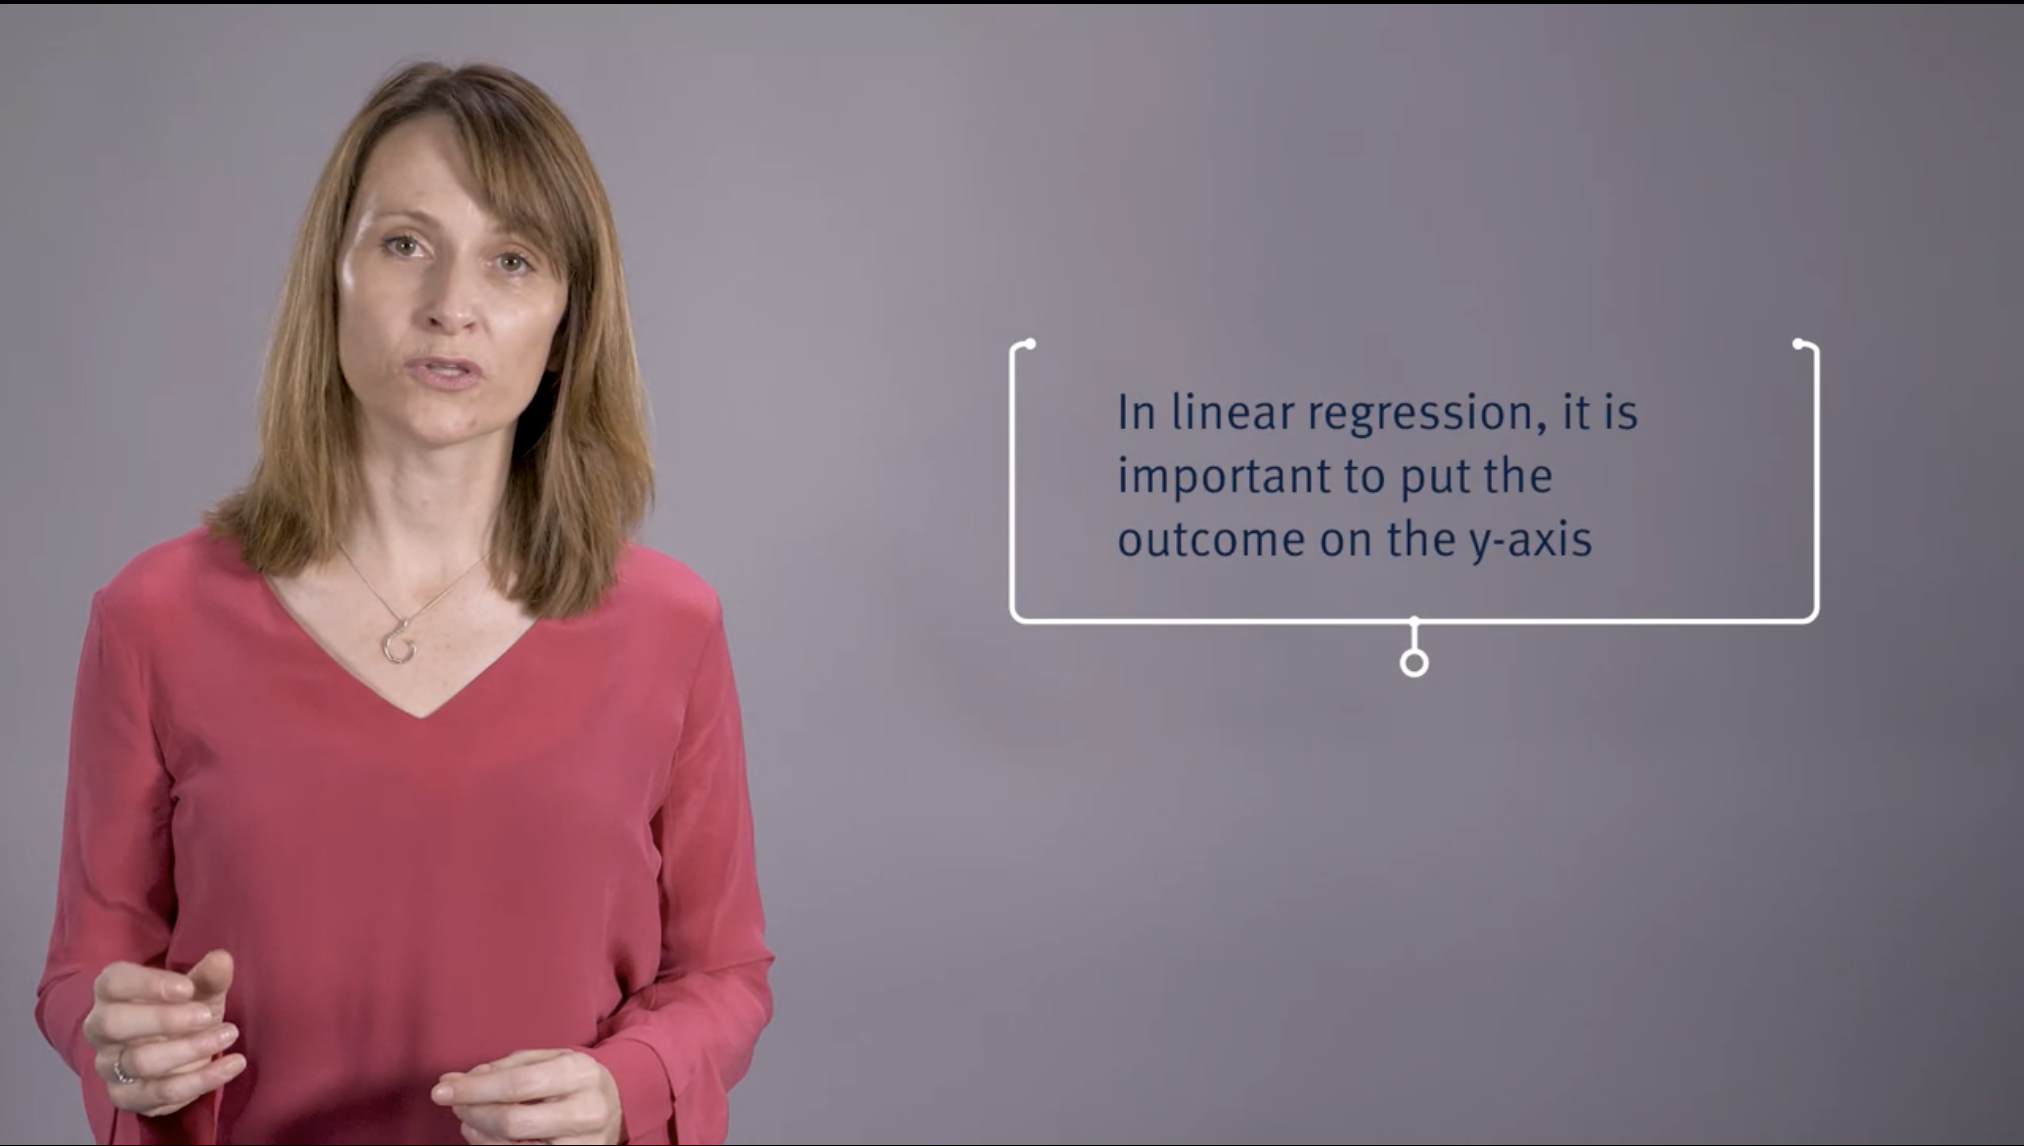 In linear regression, it is
important to put the
outcome on the y-axis